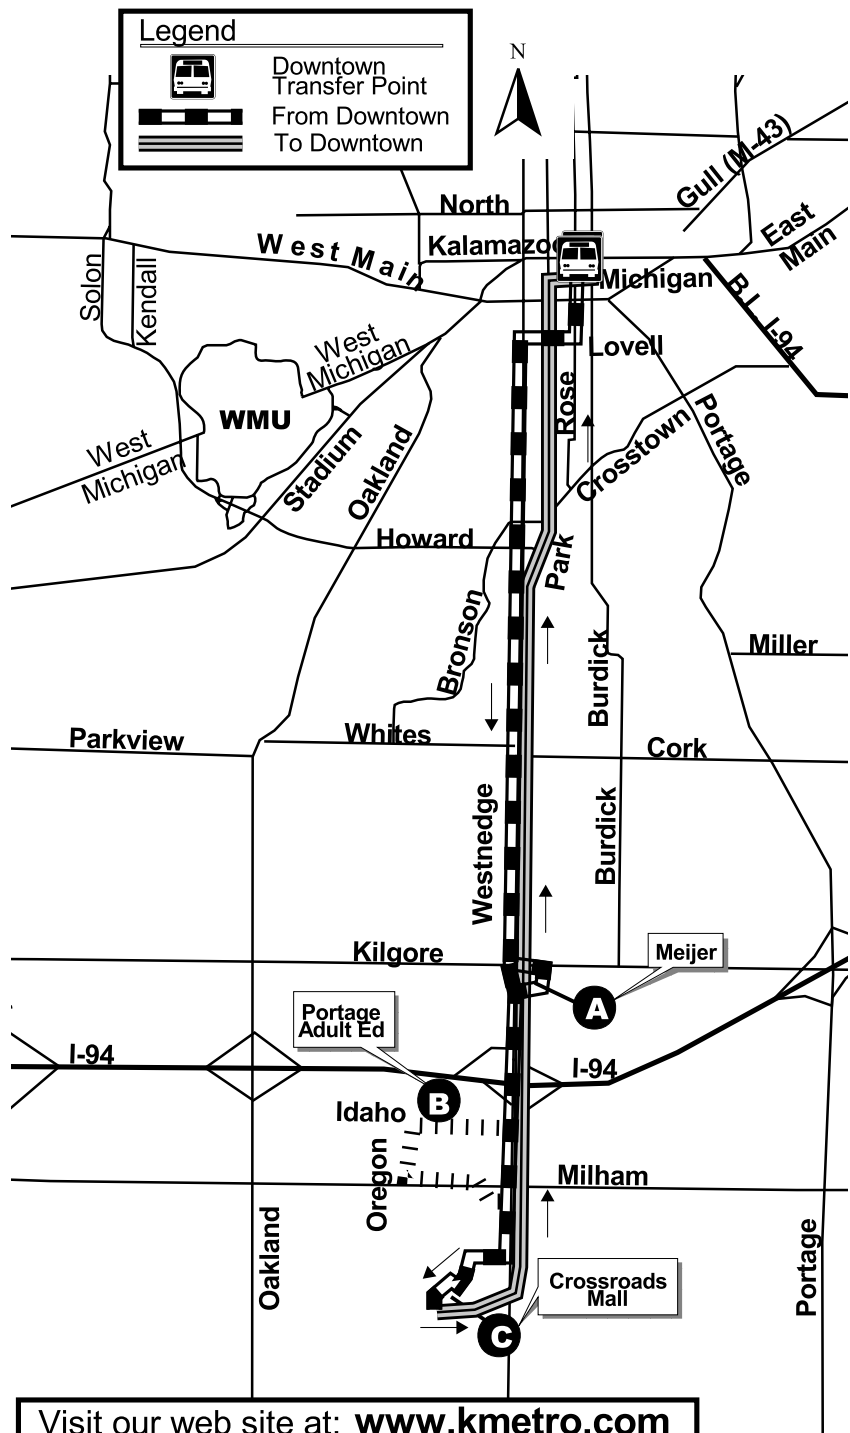 Legend
Downtown
Transfer Point
From Downtown
To Downtown
N
Gull (M-43)
North
East
Main
West Main
Kalamazoo
Michigan
Solon
Kendall
B.L. I-94
West
Michigan
Lovell
WMU
Rose
Portage
Crosstown
West
Michigan
Stadium
Oakland
Howard
Park
Bronson
Burdick
Miller
Parkview
Whites
Cork
Westnedge
Burdick
Kilgore
Meijer
A
Portage
Adult Ed
I-94
I-94
B
Idaho
Oregon
Milham
Oakland
Portage
Crossroads
Mall
C
Visit our web site at: www.kmetro.com